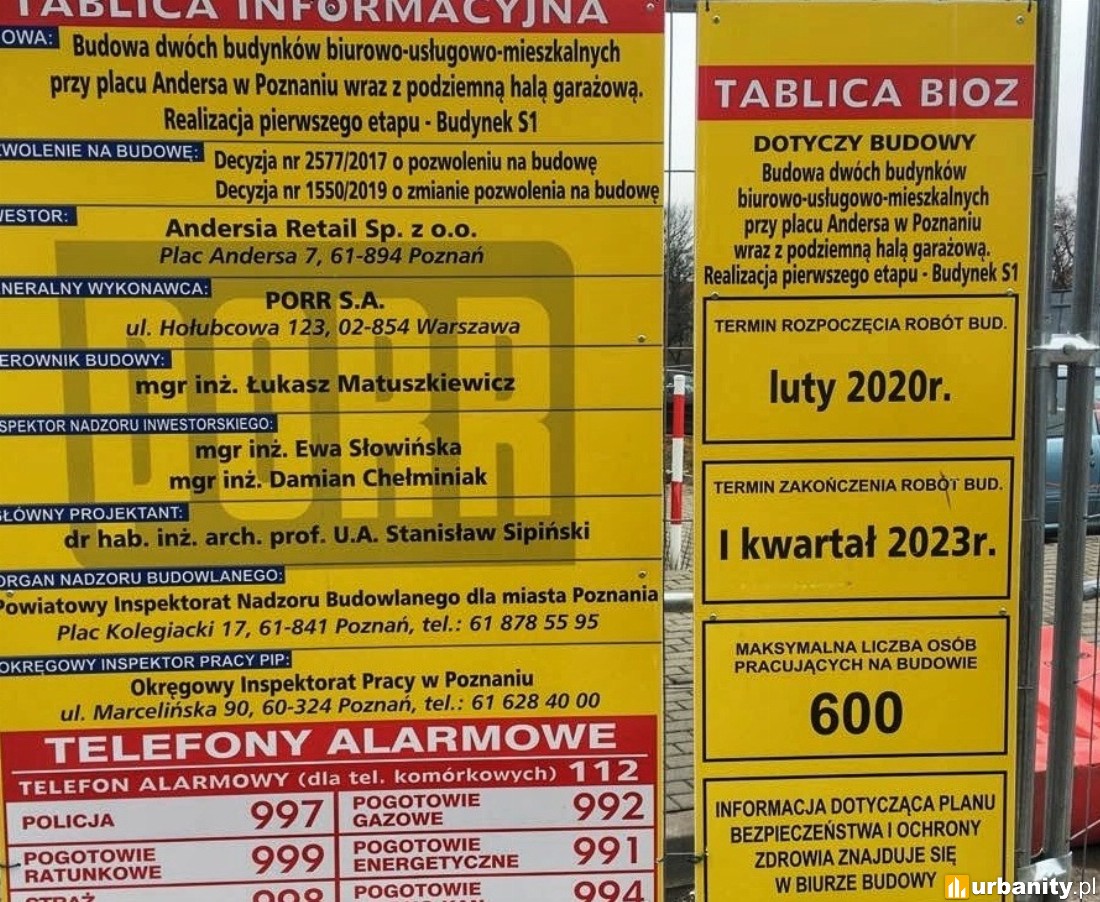 TABLICA INFORMACYJNA
OWA:
Budowa dwóch budynków biurowo-usługowo-mieszkalnych
przy placu Andersa w Poznaniu wraz z podziemną halą garażową.
Realizacja pierwszego etapu - Budynek S1
ZWOLENIE NA BUDOWĘ:
Decyzja nr 2577/2017 o pozwoleniu na budowę
Decyzja nr 1550/2019 o zmianie pozwolenia na budowę
WESTOR:
Andersia Retail Sp. z o.o.
Plac Andersa 7, 61-894 Poznań
NERALNY WYKONAWCA:
PORR S.A.
ul. Hołubcowa 123, 02-854 Warszawa
EROWNIK BUDOWY:
mgr inż. Łukasz Matuszkiewicz
SPEKTOR NADZORU INWESTORSKIEGO:
mgr inż. Ewa Słowińska
mgr inż. Damian Chełminiak
GŁÓWNY PROJEKTANT:
dr hab. inż. arch. prof. U.A. Stanisław Sipiński
ORGAN NADZORU BUDOWLANEGO:
Powiatowy Inspektorat Nadzoru Budowlanego dla miasta Poznania
Plac Kolegiacki 17, 61-841 Poznań, tel.: 61 878 55 95
OKRĘGOWY INSPEKTOR PRACY PIP:
Okręgowy Inspektorat Pracy w Poznaniu
ul. Marcelińska 90, 60-324 Poznań, tel.: 61 628 40 00
PORR
TELEFONY ALARMOWE
TELEFON ALARMOWY (dla tel. komórkowych) 112
POLICJA 997
POGOTOWIE GAZOWE 992
POGOTOWIE RATUNKOWE 999
POGOTOWIE ENERGETYCZNE 991
STRAŻ 998
POGOTOWIE 994
TABLICA BIOZ
DOTYCZY BUDOWY
Budowa dwóch budynków
biurowo-usługowo-mieszkalnych
przy placu Andersa w Poznaniu
wraz z podziemną halą garażową.
Realizacja pierwszego etapu - Budynek S1
TERMIN ROZPOCZĘCIA ROBÓT BUD.
luty 2020r.
TERMIN ZAKOŃCZENIA ROBÓT BUD.
I kwartał 2023r.
MAKSYMALNA LICZBA OSÓB
PRACUJĄCYCH NA BUDOWIE
600
INFORMACJA DOTYCZĄCA PLANU
BEZPIECZEŃSTWA I OCHRONY
ZDROWIA ZNAJDUJE SIĘ
W BIURZE BUDOWY
urbanity.pl